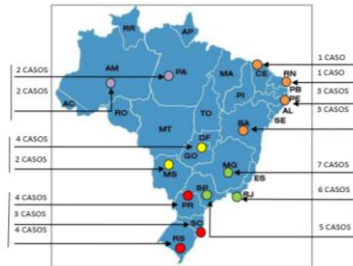 RR
AP
AM
PA
MA
CE
RN
PB
PE
AL
SE
PI
AC
RO
TO
BA
MT
DF
GO
MG
ES
MS
SP
RJ
PR
SC
RS
2 CASOS
2 CASOS
4 CASOS
2 CASOS
4 CASOS
3 CASOS
4 CASOS
1 CASO
1 CASO
3 CASOS
3 CASOS
7 CASOS
6 CASOS
5 CASOS